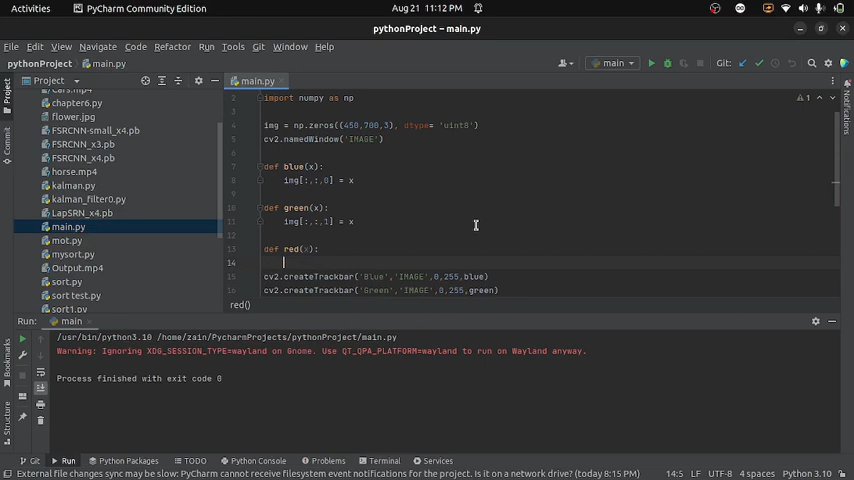 Activities PyCharm Community Edition Aug 21 11:12 PM
pythonProject – main.py
File Edit View Navigate Code Refactor Run Tools Git Window Help
pythonProject main.py main Git:
Project main.py
Cars.mp4
chapter6.py
flower.jpg
FSRCNN-small_x4.pb
FSRCNN_x3.pb
FSRCNN_x4.pb
horse.mp4
kalman.py
kalman_filter0.py
LapSRN_x4.pb
main.py
mot.py
mysort.py
Output.mp4
sort.py
sort test.py
sort1.py
2 import numpy as np
3
4 img = np.zeros((450,700,3), dtype= 'uint8')
5 cv2.namedWindow('IMAGE')
6
7 def blue(x):
8 img[:,:,0] = x
9
10 def green(x):
11 img[:,:,1] = x
12
13 def red(x):
14
15 cv2.createTrackbar('Blue','IMAGE',0,255,blue)
16 cv2.createTrackbar('Green','IMAGE',0,255,green)
1
red()
Project
Commit
Bookmarks
Structure
Notifications
Run: main
/usr/bin/python3.10 /home/zain/PycharmProjects/pythonProject/main.py
Warning: Ignoring XDG_SESSION_TYPE=wayland on Gnome. Use QT_QPA_PLATFORM=wayland to run on Wayland anyway.
Process finished with exit code 0
Git Run Python Packages TODO Python Console Problems Terminal Services
External file changes sync may be slow: PyCharm cannot receive filesystem event notifications for the project. Is it on a network drive? (today 8:15 PM) 14:5 LF UTF-8 4 spaces Python 3.10